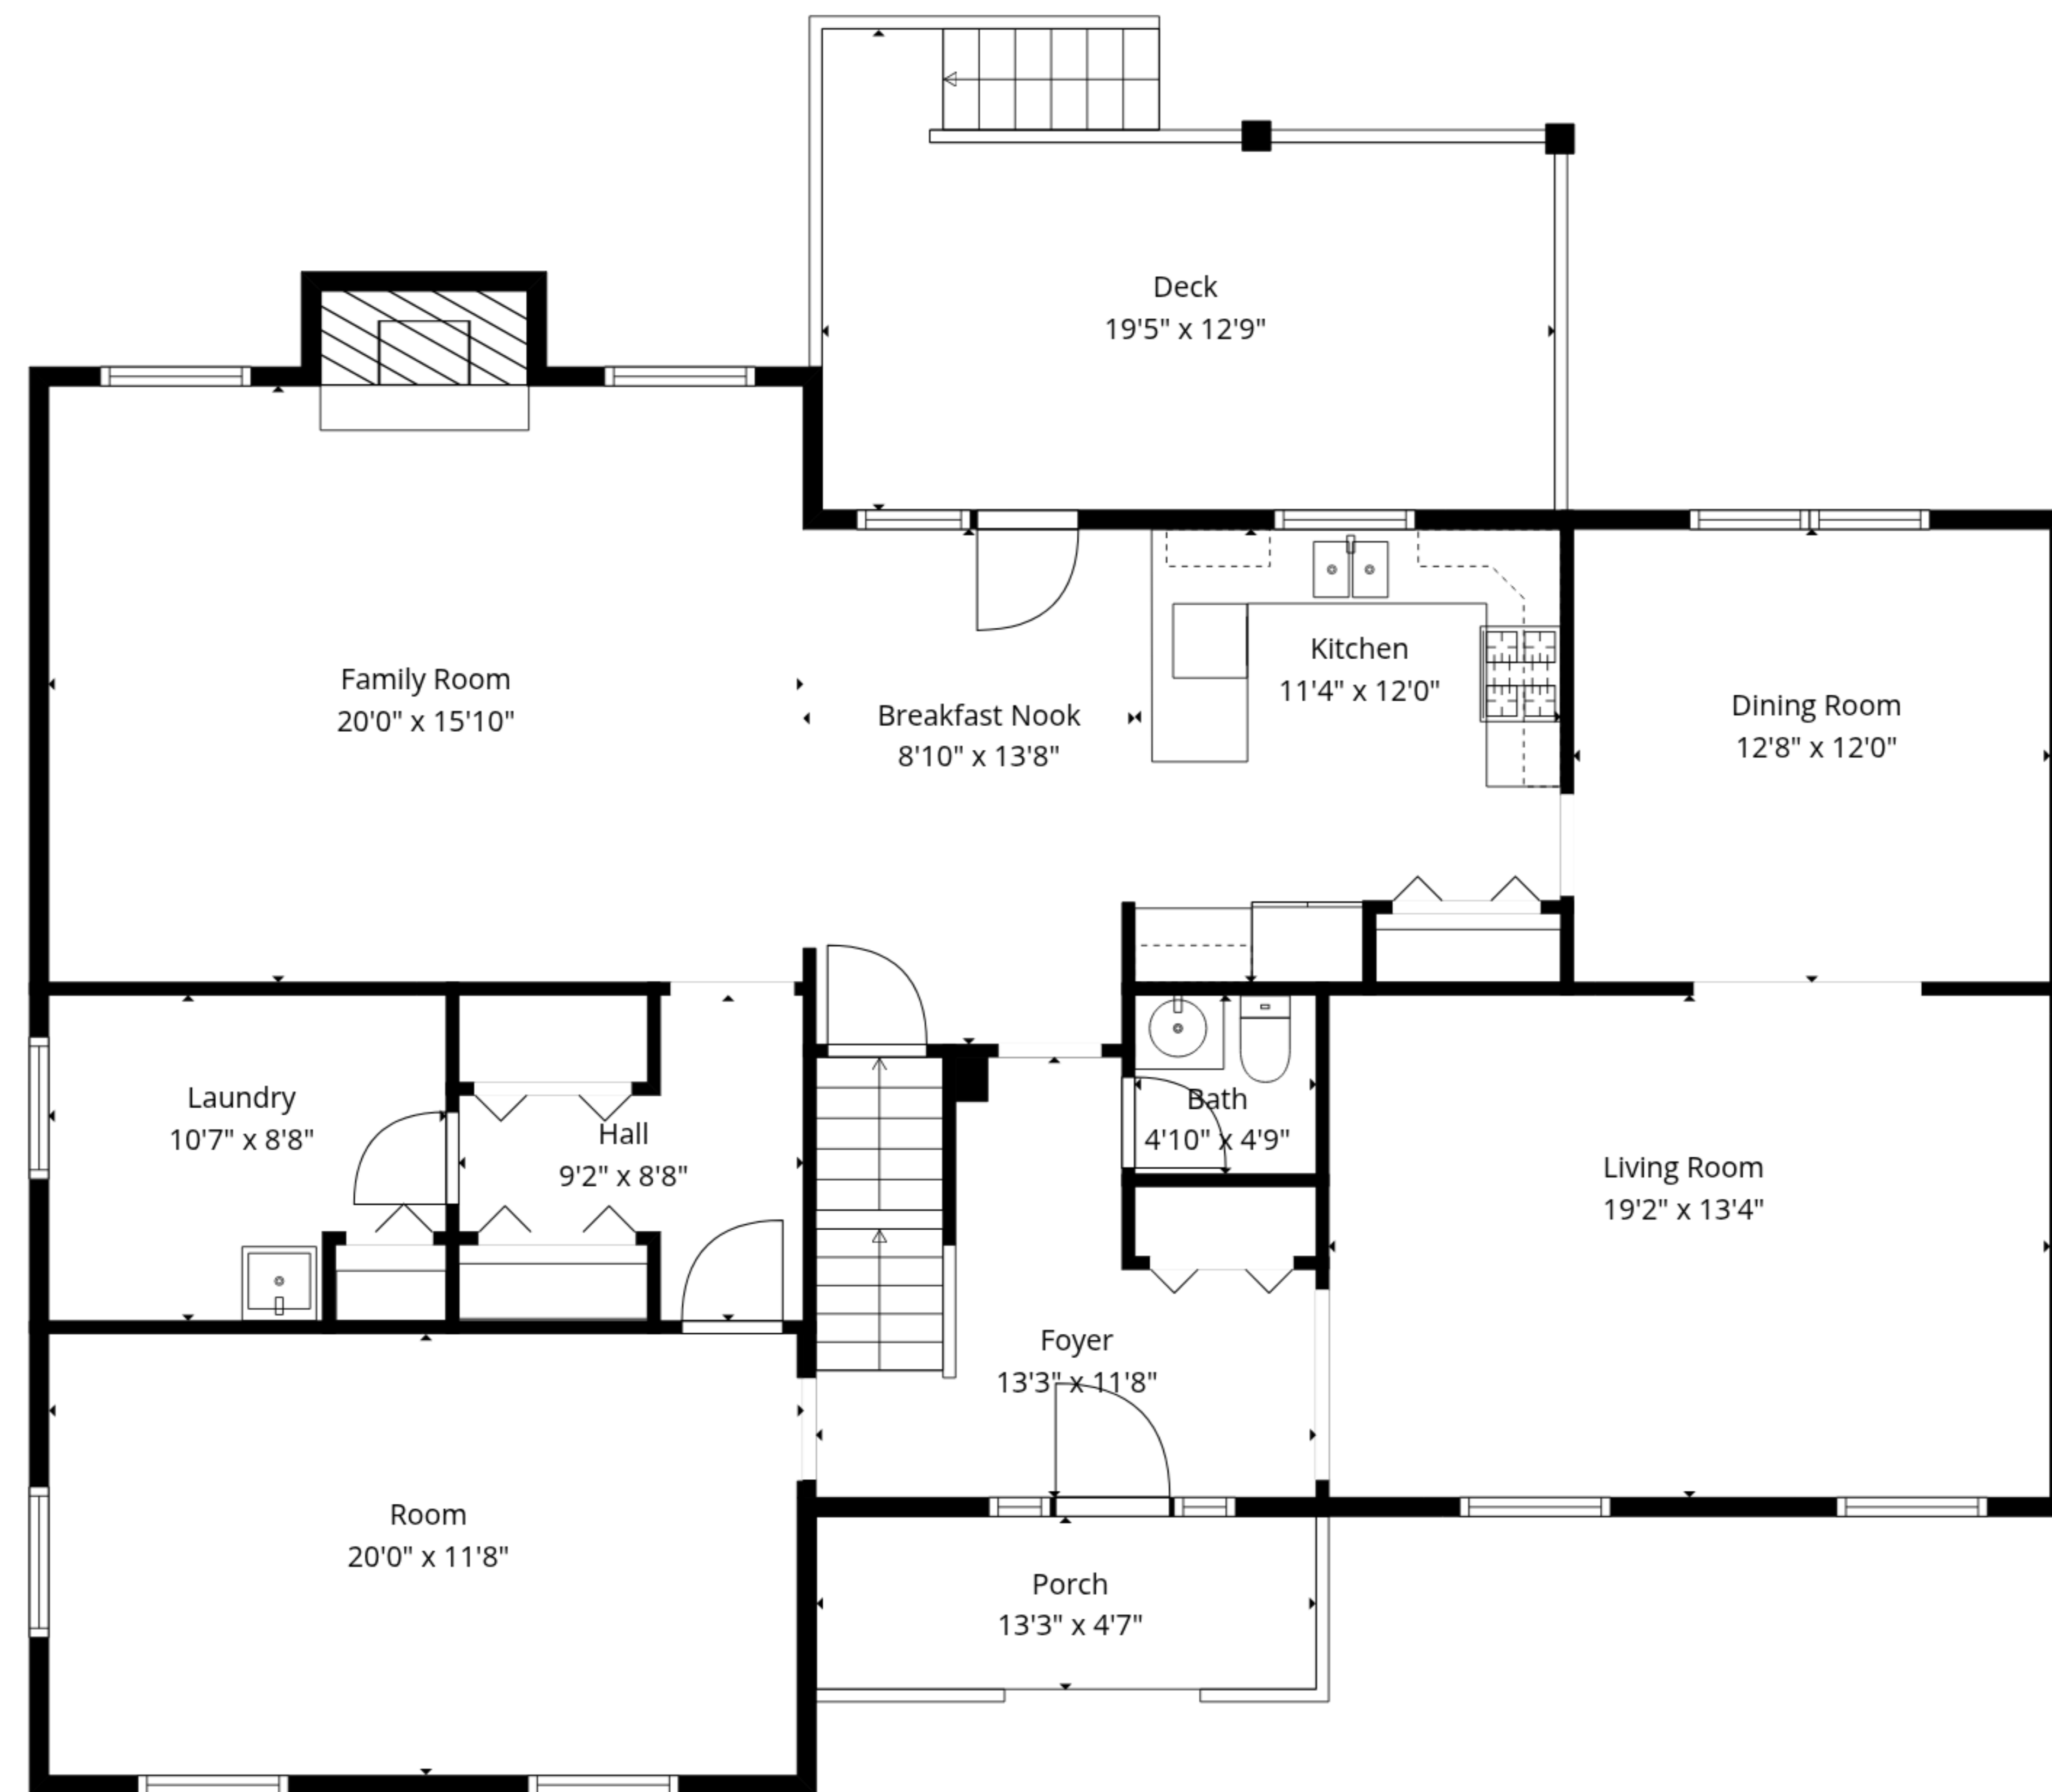 Deck
19'5" x 12'9"
Family Room
20'0" x 15'10"
Breakfast Nook
8'10" x 13'8"
Kitchen
11'4" x 12'0"
Dining Room
12'8" x 12'0"
Laundry
10'7" x 8'8"
Hall
9'2" x 8'8"
Bath
4'10" x 4'9"
Living Room
19'2" x 13'4"
Foyer
13'3" x 11'8"
Room
20'0" x 11'8"
Porch
13'3" x 4'7"